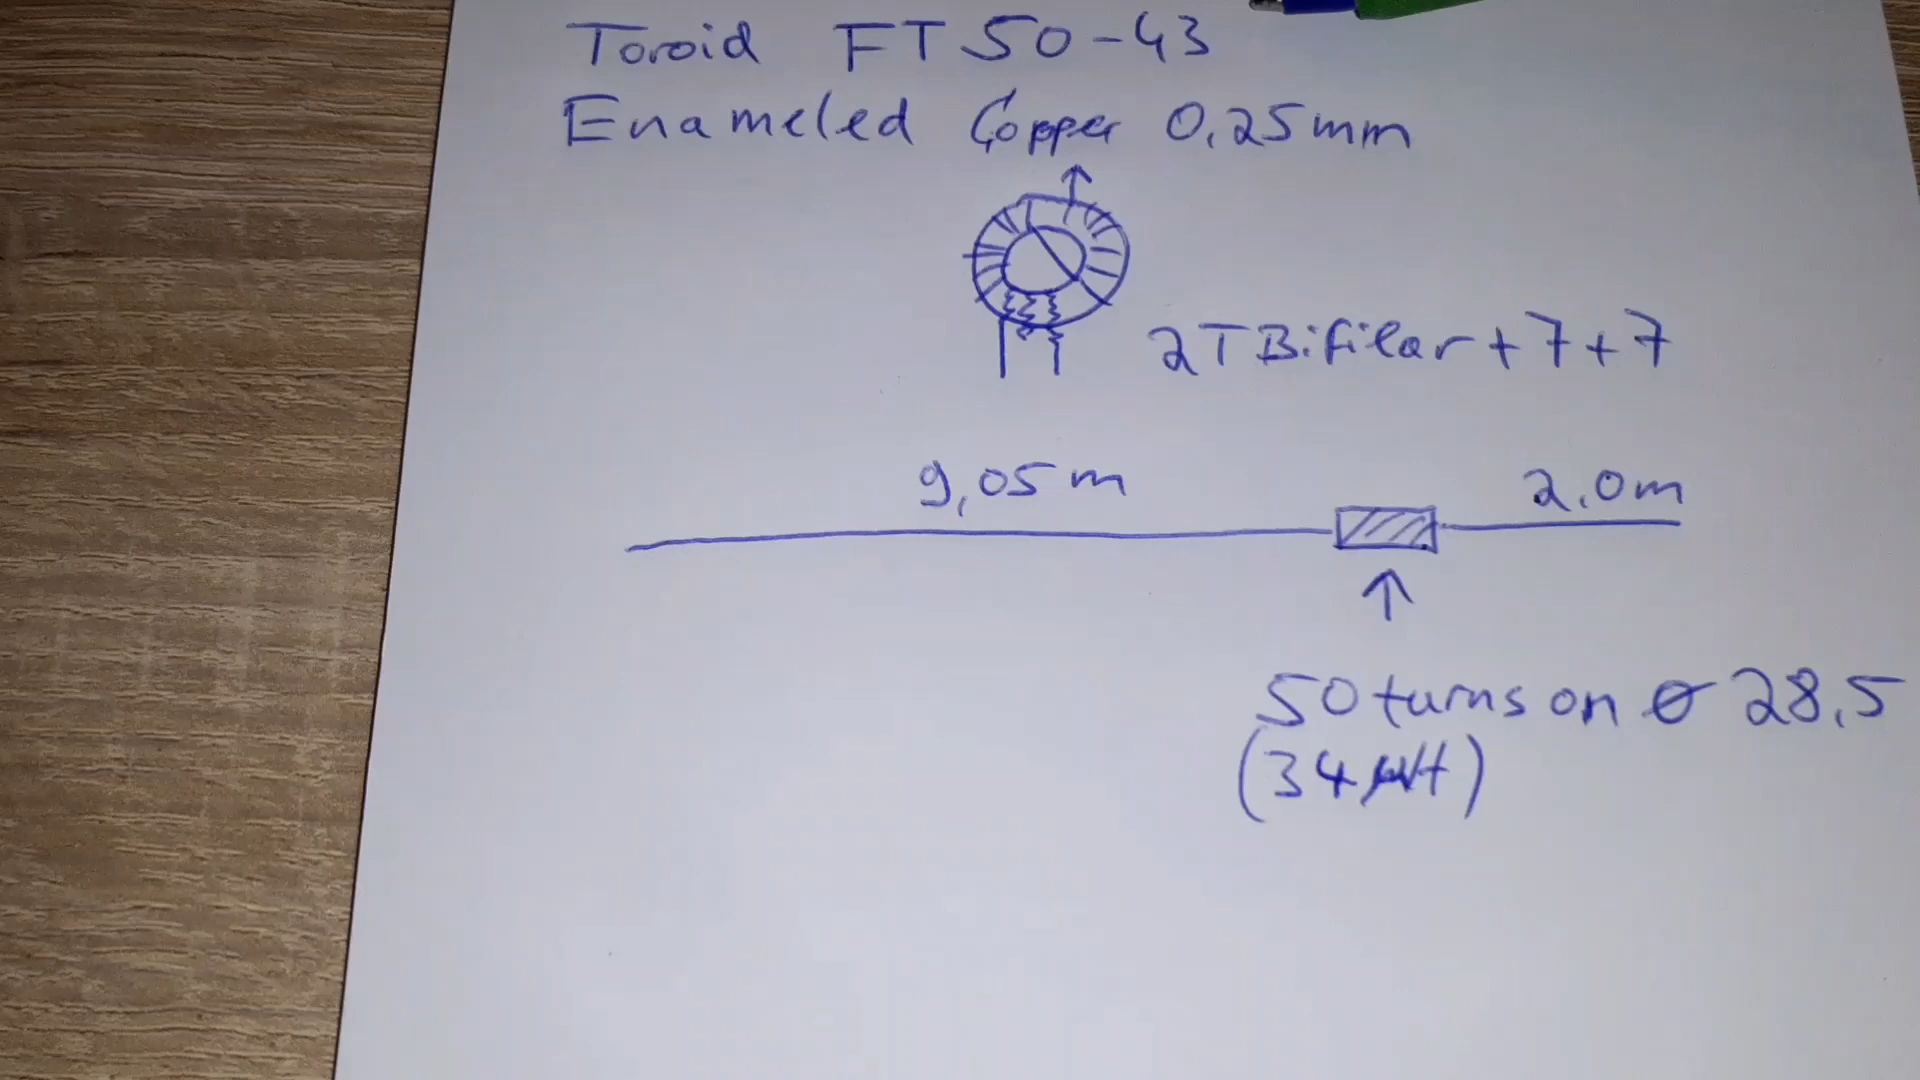 Toroid FT50-43
Enameled Copper 0,25mm
2T Bifilar + 7 + 7
9,05m
2.0m
50 turns on ø 28,5
(34µH)